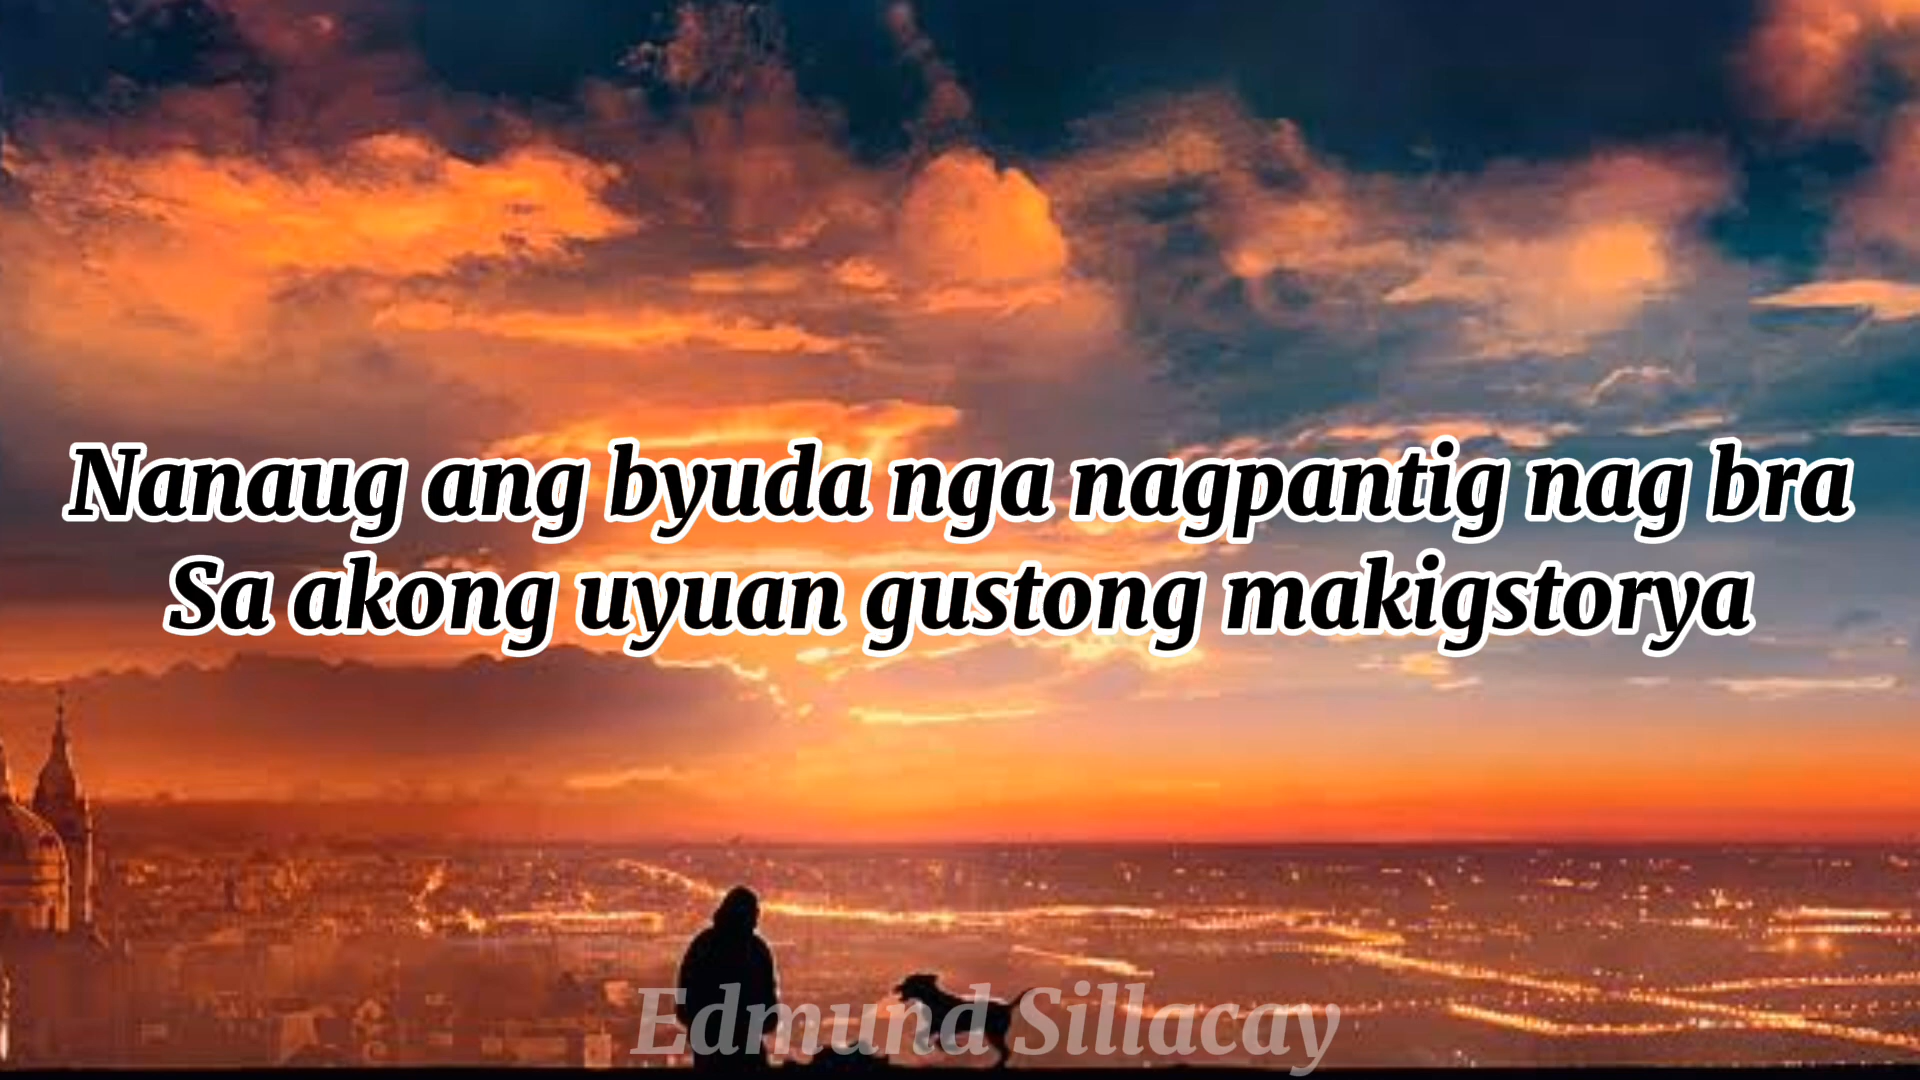 Nanaug ang byuda nga nagpantig nag bra
Sa akong uyuan gustong makigstorya
Edmund Sillacay